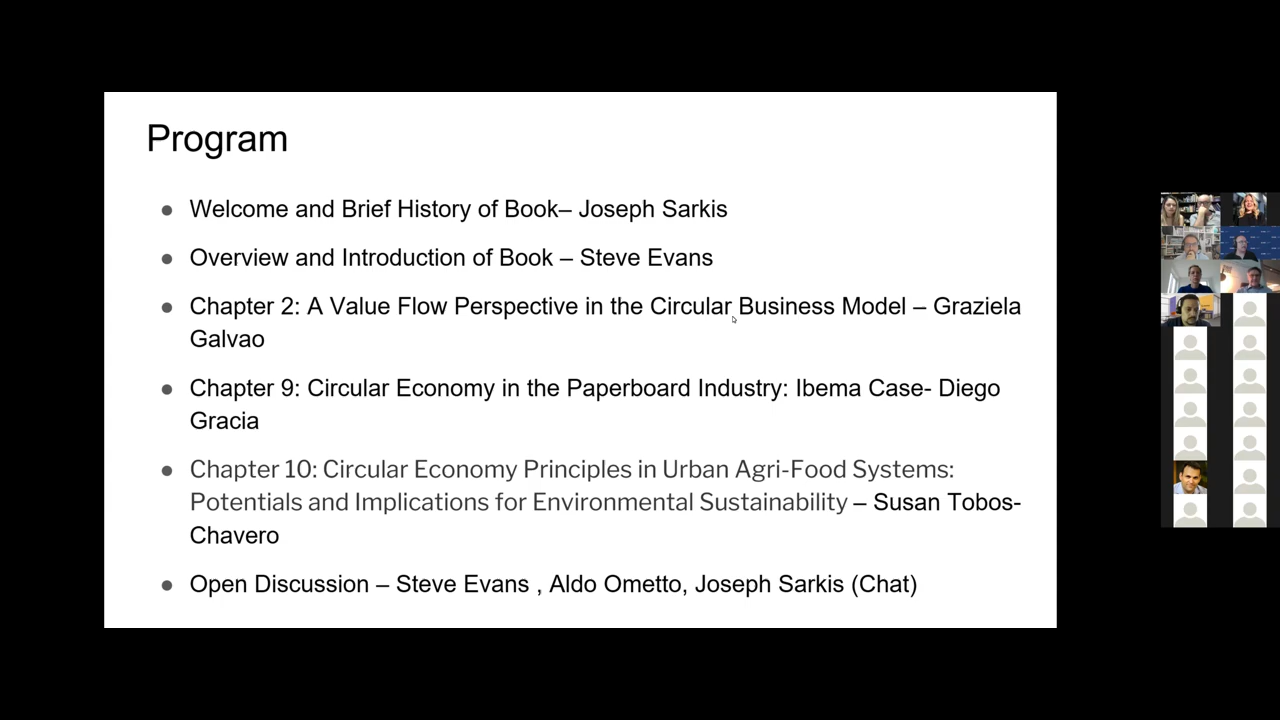 Program
● Welcome and Brief History of Book– Joseph Sarkis
● Overview and Introduction of Book – Steve Evans
● Chapter 2: A Value Flow Perspective in the Circular Business Model – Graziela
Galvao
● Chapter 9: Circular Economy in the Paperboard Industry: Ibema Case- Diego
Gracia
● Chapter 10: Circular Economy Principles in Urban Agri-Food Systems:
Potentials and Implications for Environmental Sustainability – Susan Tobos-
Chavero
● Open Discussion – Steve Evans , Aldo Ometto, Joseph Sarkis (Chat)